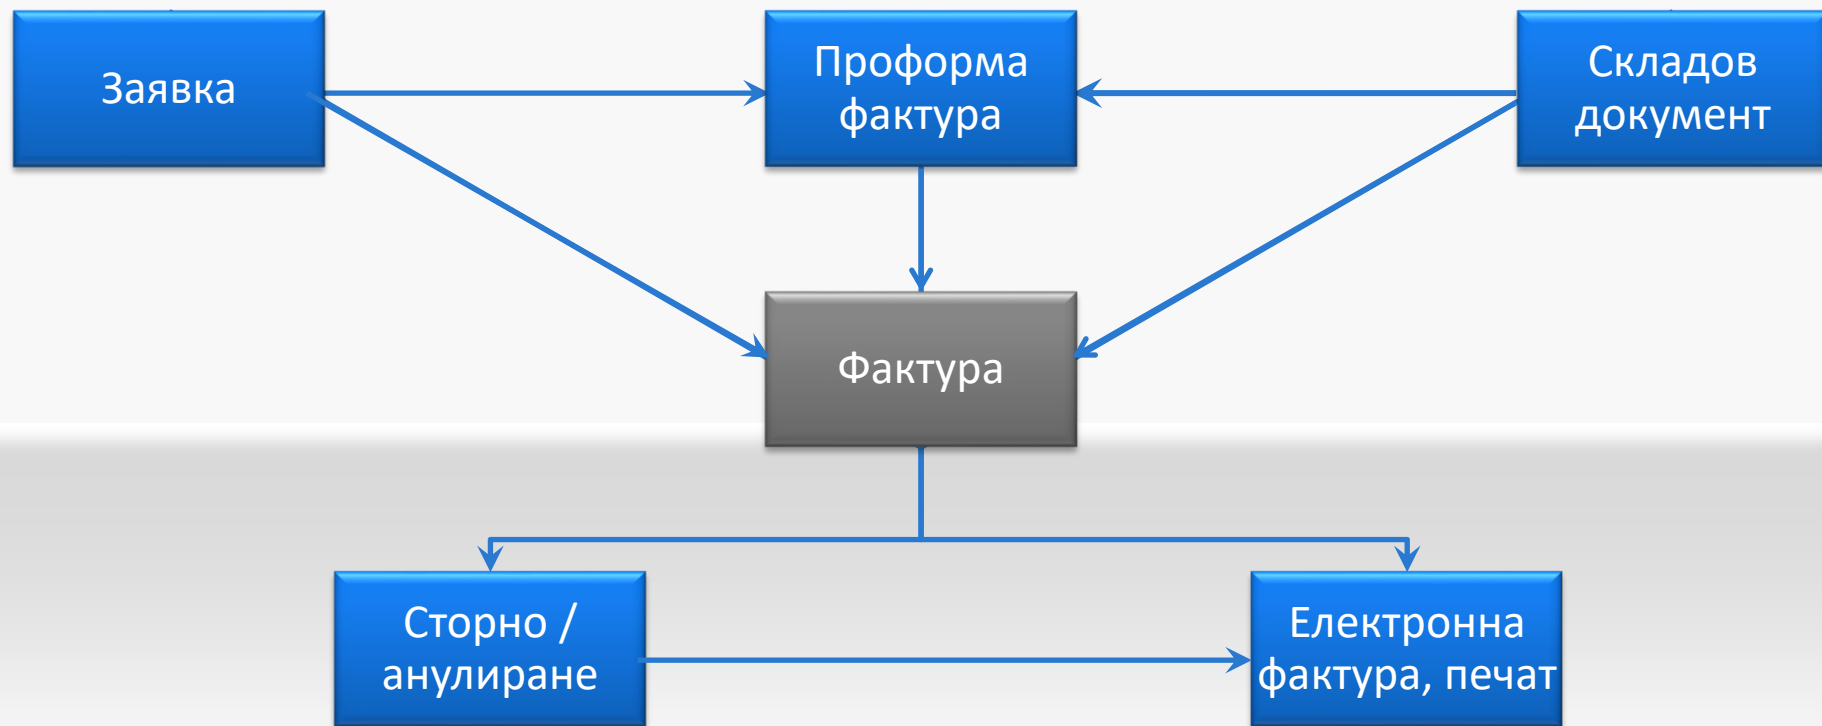 Заявка
Проформа
фактура
Складов
документ
Фактура
Сторно /
анулиране
Електронна
фактура, печат